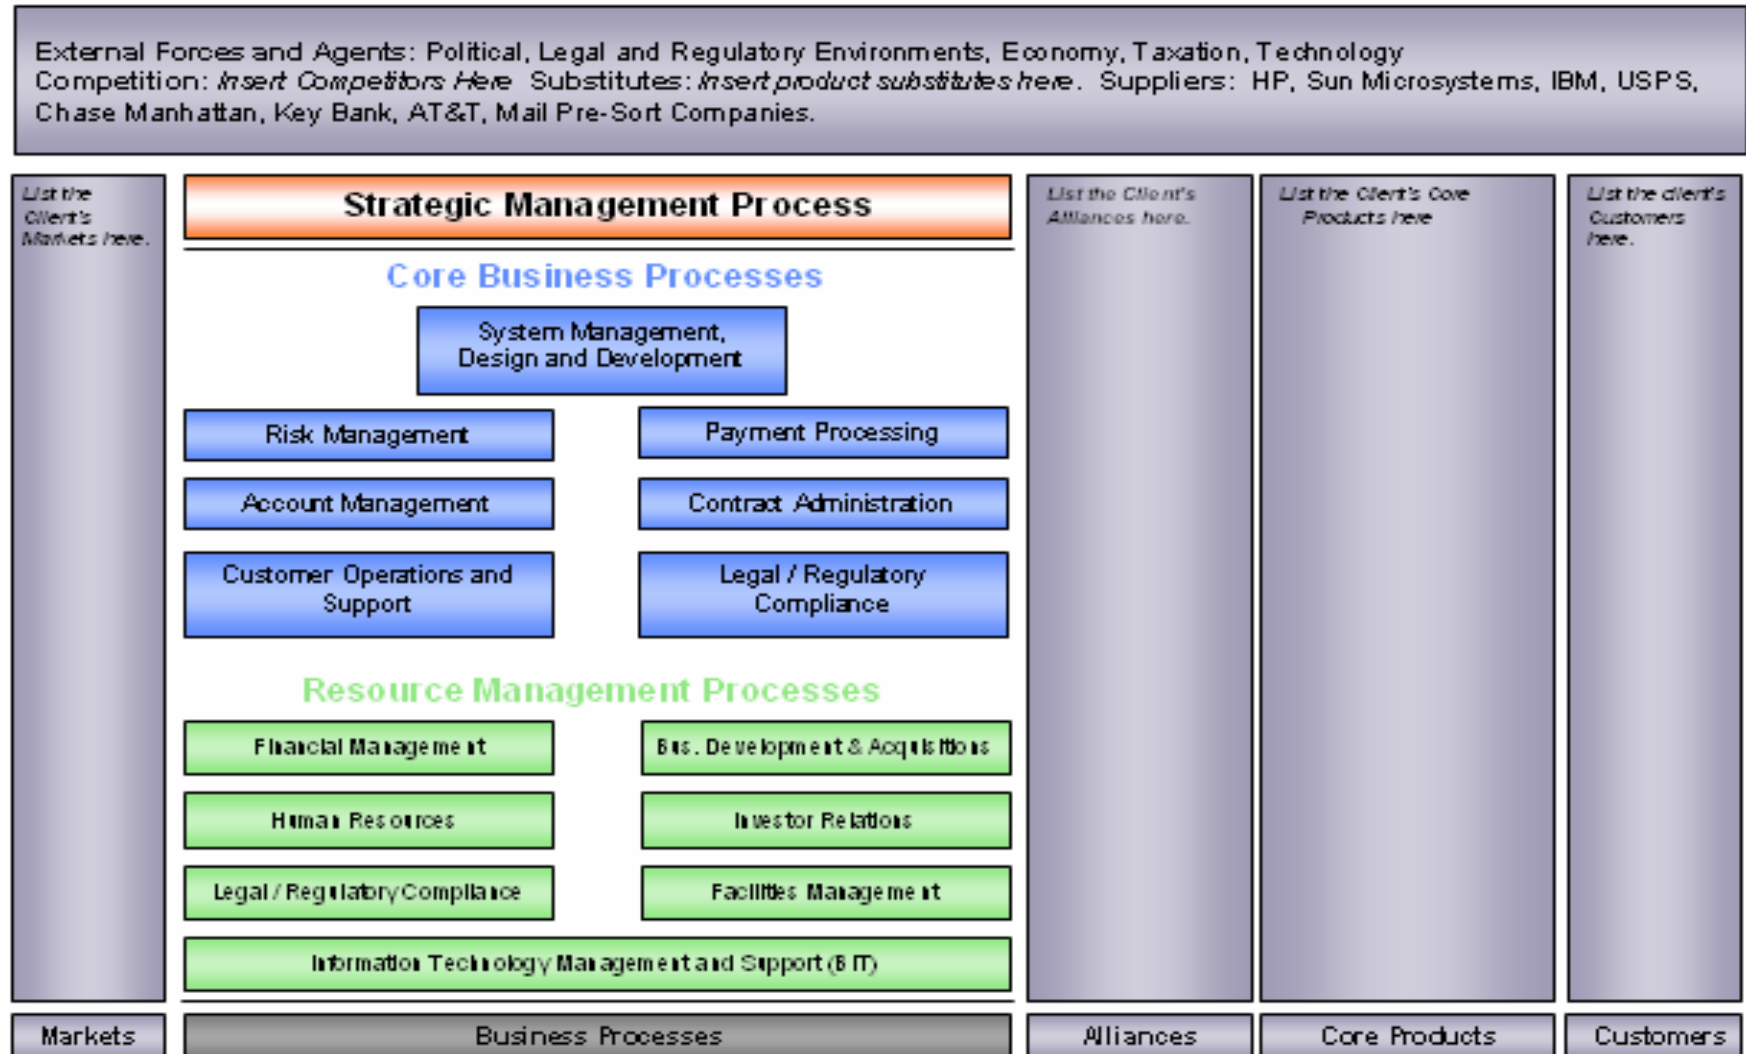 External Forces and Agents: Political, Legal and Regulatory Environments, Economy, Taxation, Technology
Competition: Insert Competitors Here Substitutes: Insert product substitutes here. Suppliers: HP, Sun Microsystems, IBM, USPS,
Chase Manhattan, Key Bank, AT&T, Mail Pre-Sort Companies.
List the
Client's
Markets here.
Strategic Management Process
Core Business Processes
System Management,
Design and Development
Risk Management
Payment Processing
Account Management
Contract Administration
Customer Operations and
Support
Legal / Regulatory
Compliance
Resource Management Processes
Financial Management
Bus. Development & Acquisitions
Human Resources
Investor Relations
Legal / Regulatory Compliance
Facilities Management
Information Technology Management and Support (BIT)
List the Client's
Alliances here.
List the Client's Core
Products here
List the client's
Customers
here.
Markets
Business Processes
Alliances
Core Products
Customers